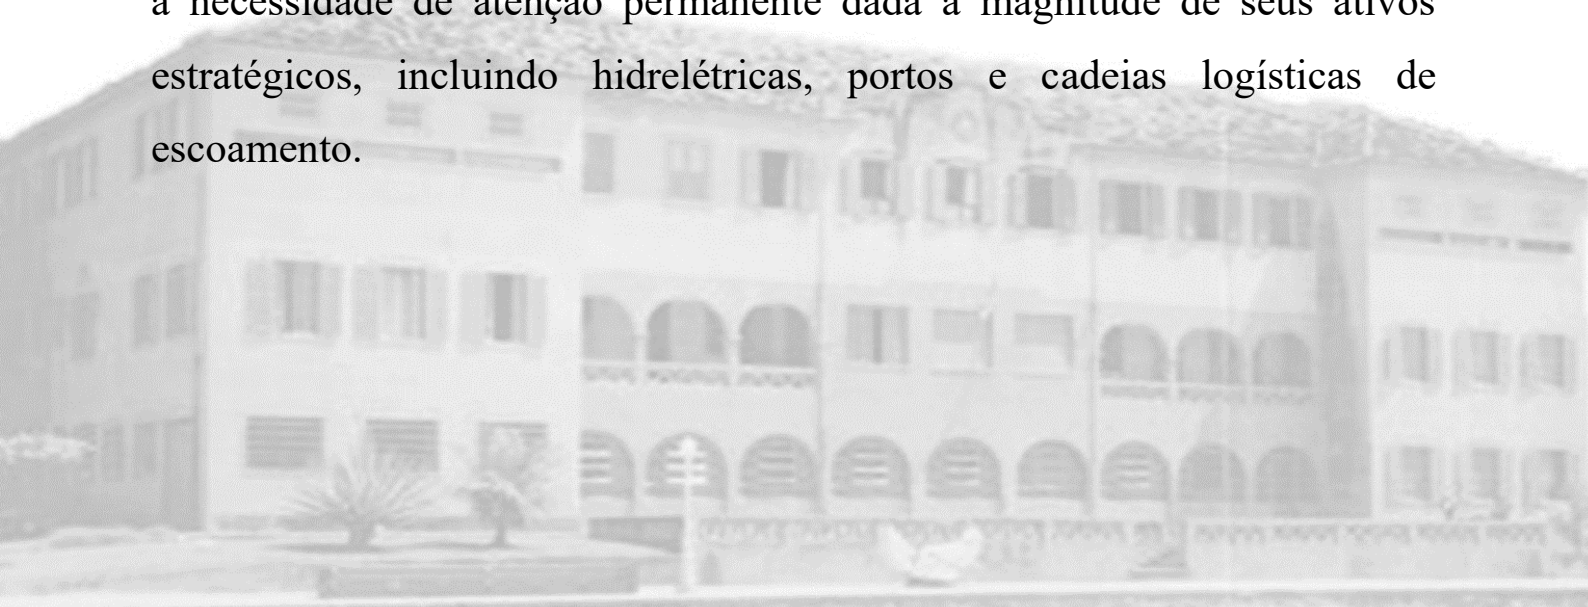 a necessidade de atenção permanente dada a magnitude de seus ativos
estratégicos, incluindo hidrelétricas, portos e cadeias logísticas de
escoamento.